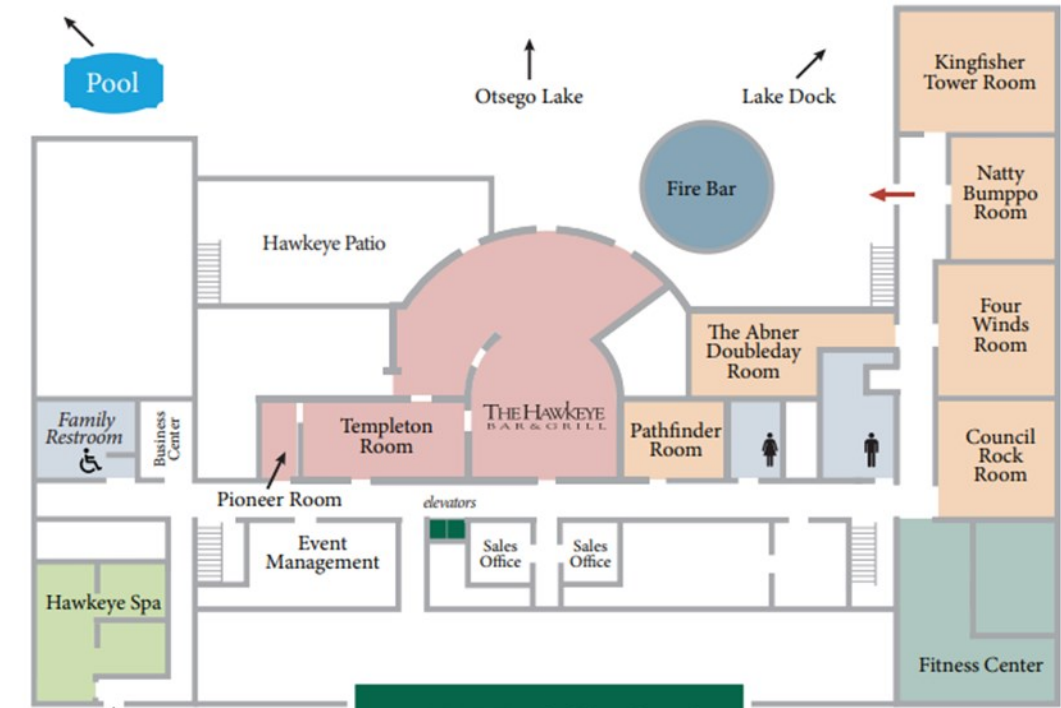 Pool
Otsego Lake
Lake Dock
Kingfisher
Tower Room
Fire Bar
Natty
Bumppo
Room
Hawkeye Patio
Four
Winds
Room
The Abner
Doubleday
Room
Family
Restroom
Business
Center
Templeton
Room
THE HAWKEYE
BAR & GRILL
Pathfinder
Room
Council
Rock
Room
Pioneer Room
elevators
Event
Management
Sales
Office
Sales
Office
Hawkeye Spa
Fitness Center